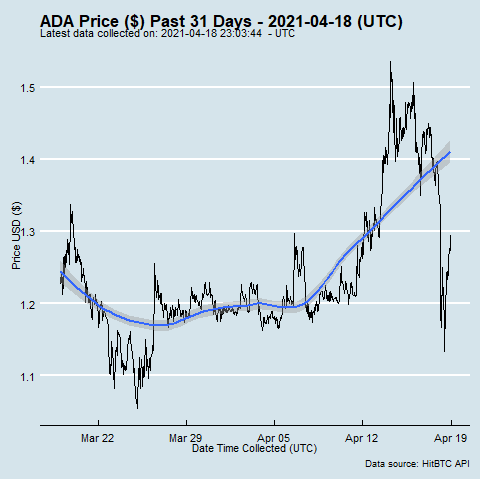 ADA Price ($) Past 31 Days - 2021-04-18 (UTC)
Latest data collected on: 2021-04-18 23:03:44 - UTC
1.5
1.4
1.3
1.2
1.1
Price USD ($)
Mar 22 Mar 29 Apr 05 Apr 12 Apr 19
Date Time Collected (UTC)
Data source: HitBTC API